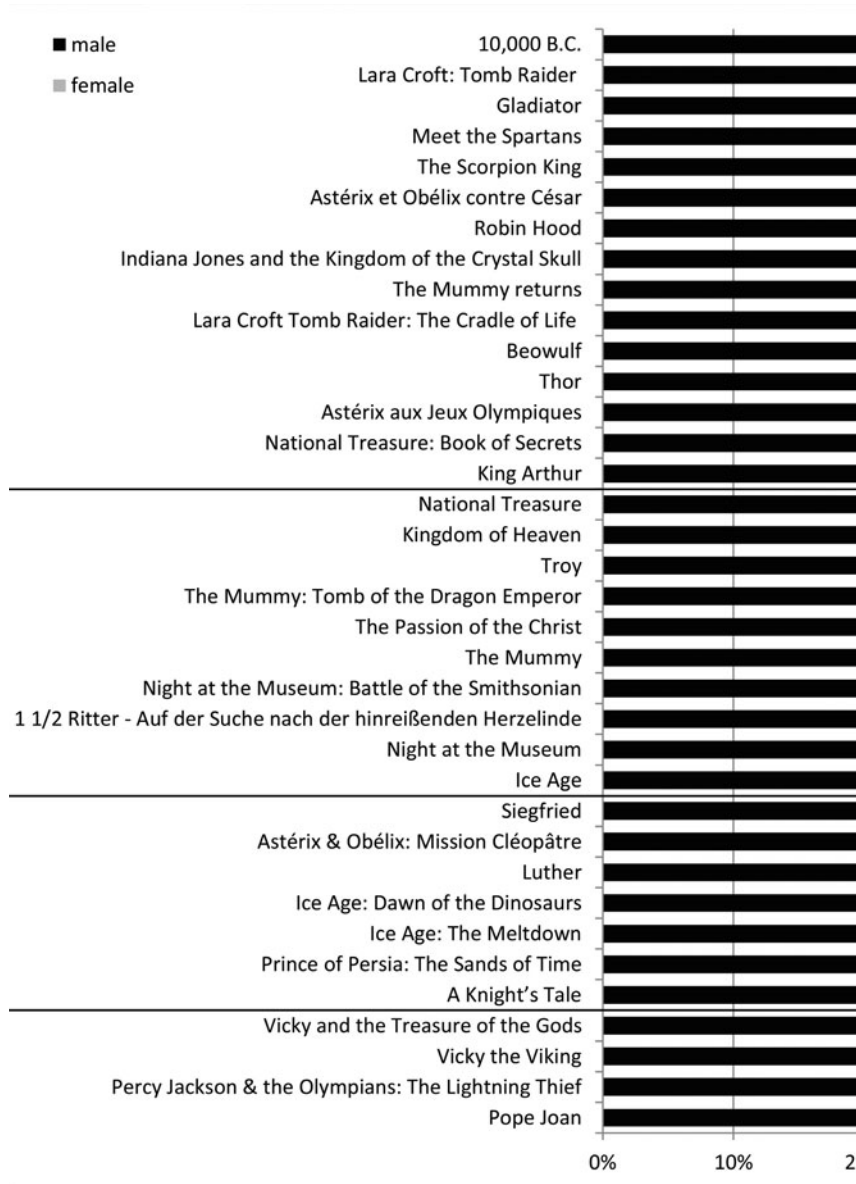 male
female
10,000 B.C.
Lara Croft: Tomb Raider
Gladiator
Meet the Spartans
The Scorpion King
Astérix et Obélix contre César
Robin Hood
Indiana Jones and the Kingdom of the Crystal Skull
The Mummy returns
Lara Croft Tomb Raider: The Cradle of Life
Beowulf
Thor
Astérix aux Jeux Olympiques
National Treasure: Book of Secrets
King Arthur
National Treasure
Kingdom of Heaven
Troy
The Mummy: Tomb of the Dragon Emperor
The Passion of the Christ
The Mummy
Night at the Museum: Battle of the Smithsonian
1 1/2 Ritter - Auf der Suche nach der hinreißenden Herzelinde
Night at the Museum
Ice Age
Siegfried
Astérix & Obélix: Mission Cléopâtre
Luther
Ice Age: Dawn of the Dinosaurs
Ice Age: The Meltdown
Prince of Persia: The Sands of Time
A Knight’s Tale
Vicky and the Treasure of the Gods
Vicky the Viking
Percy Jackson & the Olympians: The Lightning Thief
Pope Joan
0% 10% 2